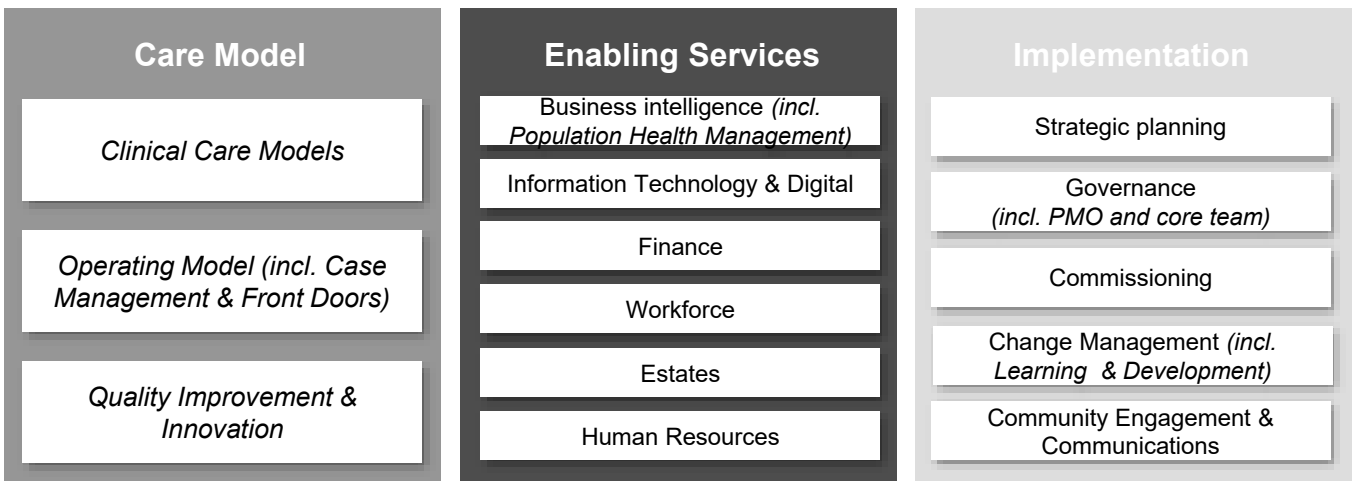 Care Model
Clinical Care Models
Operating Model (incl. Case
Management & Front Doors)
Quality Improvement &
Innovation
Enabling Services
Business intelligence (incl.
Population Health Management)
Information Technology & Digital
Finance
Workforce
Estates
Human Resources
Implementation
Strategic planning
Governance
(incl. PMO and core team)
Commissioning
Change Management (incl.
Learning & Development)
Community Engagement &
Communications